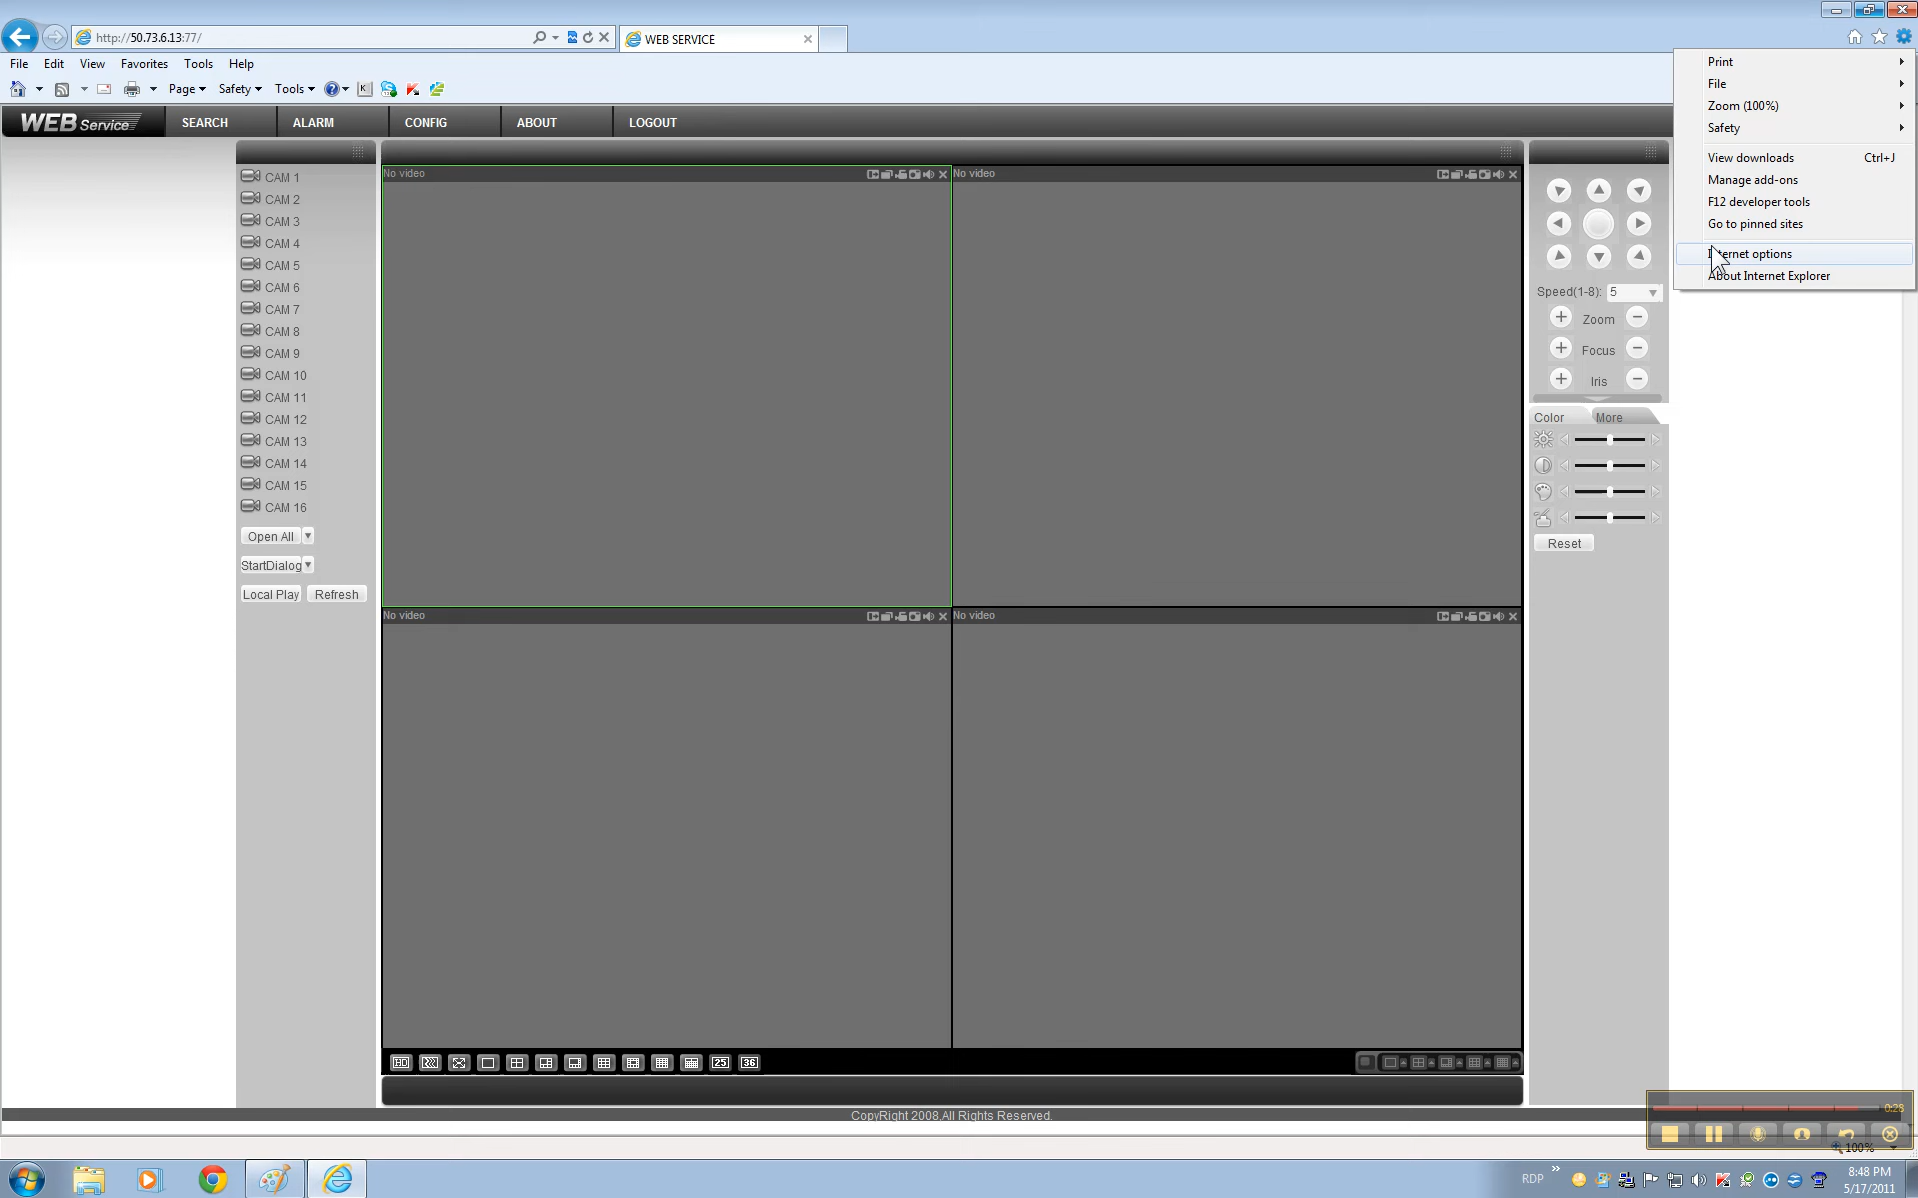 http://50.73.6.13:77/
WEB SERVICE
File Edit View Favorites Tools Help
Page Safety Tools
WEB Service SEARCH ALARM CONFIG ABOUT LOGOUT
Print
File
Zoom (100%)
Safety
View downloads Ctrl+J
Manage add-ons
F12 developer tools
Go to pinned sites
Internet options
About Internet Explorer
CAM 1
CAM 2
CAM 3
CAM 4
CAM 5
CAM 6
CAM 7
CAM 8
CAM 9
CAM 10
CAM 11
CAM 12
CAM 13
CAM 14
CAM 15
CAM 16
Open All
StartDialog
Local Play Refresh
No video
No video
No video
No video
Speed(1-8): 5
Zoom
Focus
Iris
Color More
Reset
25 36
CopyRight 2008,All Rights Reserved.
0:28
100%
RDP
8:48 PM
5/17/2011